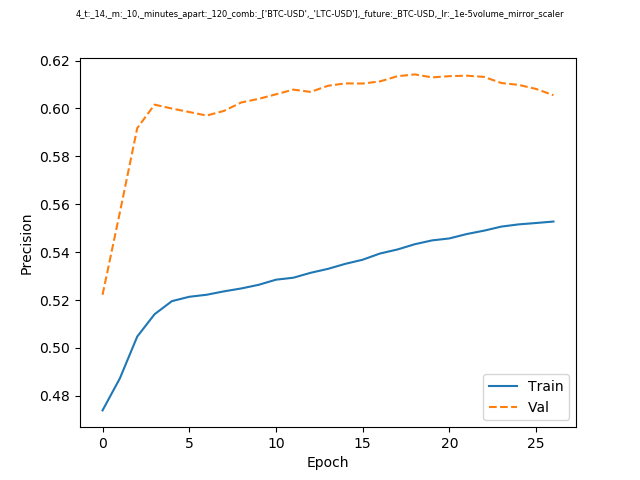 4_t:_14,_m:_10,_minutes_apart:_120_comb:_['BTC-USD',_'LTC-USD'],_future:_BTC-USD,_lr:_1e-5volume_mirror_scaler
0.62
0.60
0.58
0.56
0.54
0.52
0.50
0.48
Precision
Train
Val
0 5 10 15 20 25
Epoch